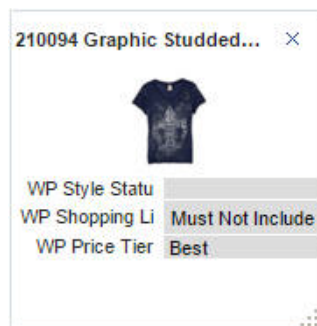 210094 Graphic Studded...
WP Style Statu
WP Shopping Li Must Not Include
WP Price Tier Best